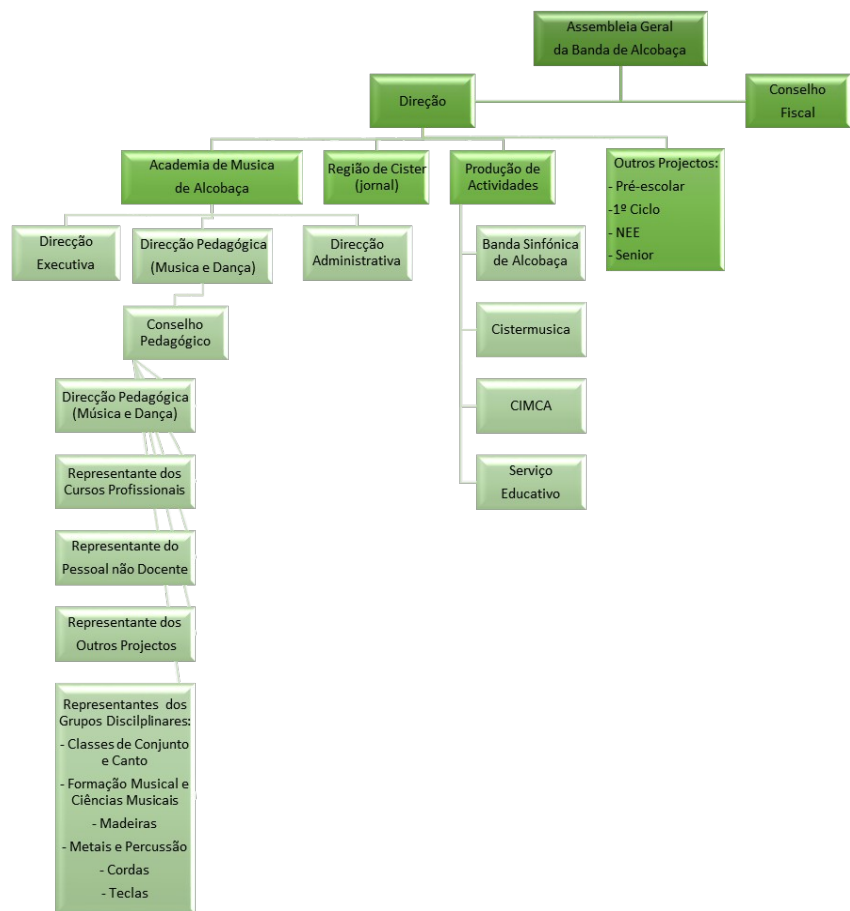 Assembleia Geral
da Banda de Alcobaça
Direção
Conselho
Fiscal
Academia de Musica
de Alcobaça
Região de Cister
(jornal)
Produção de
Actividades
Outros Projectos:
- Pré-escolar
-1º Ciclo
- NEE
- Senior
Direcção
Executiva
Direcção Pedagógica
(Musica e Dança)
Direcção
Administrativa
Banda Sinfónica
de Alcobaça
Cistermusica
CIMCA
Serviço
Educativo
Conselho
Pedagógico
Direcção Pedagógica
(Música e Dança)
Representante dos
Cursos Profissionais
Representante do
Pessoal não Docente
Representante dos
Outros Projectos
Representantes dos
Grupos Discilplinares:
- Classes de Conjunto
e Canto
- Formação Musical e
Ciências Musicais
- Madeiras
- Metais e Percussão
- Cordas
- Teclas